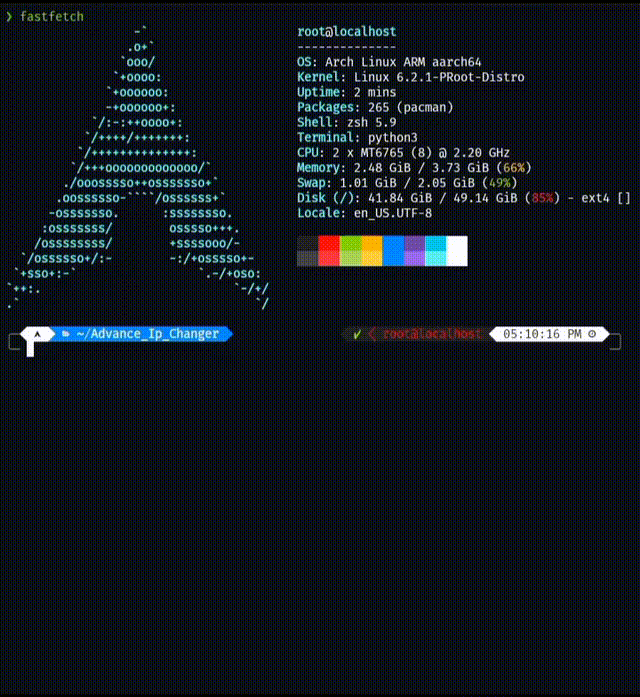 ❯ fastfetch
root@localhost
--------------
OS: Arch Linux ARM aarch64
Kernel: Linux 6.2.1-PRoot-Distro
Uptime: 2 mins
Packages: 265 (pacman)
Shell: zsh 5.9
Terminal: python3
CPU: 2 x MT6765 (8) @ 2.20 GHz
Memory: 2.48 GiB / 3.73 GiB (66%)
Swap: 1.01 GiB / 2.05 GiB (49%)
Disk (/): 41.84 GiB / 49.14 GiB (85%) - ext4 []
Locale: en_US.UTF-8
~/Advance_Ip_Changer ✓ root@localhost 05:10:16 PM